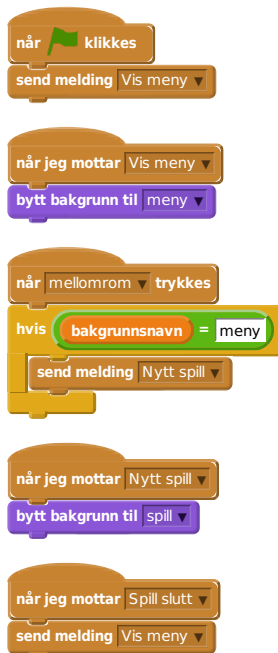 når klikkes
send melding Vis meny
når jeg mottar Vis meny
bytt bakgrunn til meny
når mellomrom trykkes
hvis bakgrunnsnavn = meny
send melding Nytt spill
når jeg mottar Nytt spill
bytt bakgrunn til spill
når jeg mottar Spill slutt
send melding Vis meny